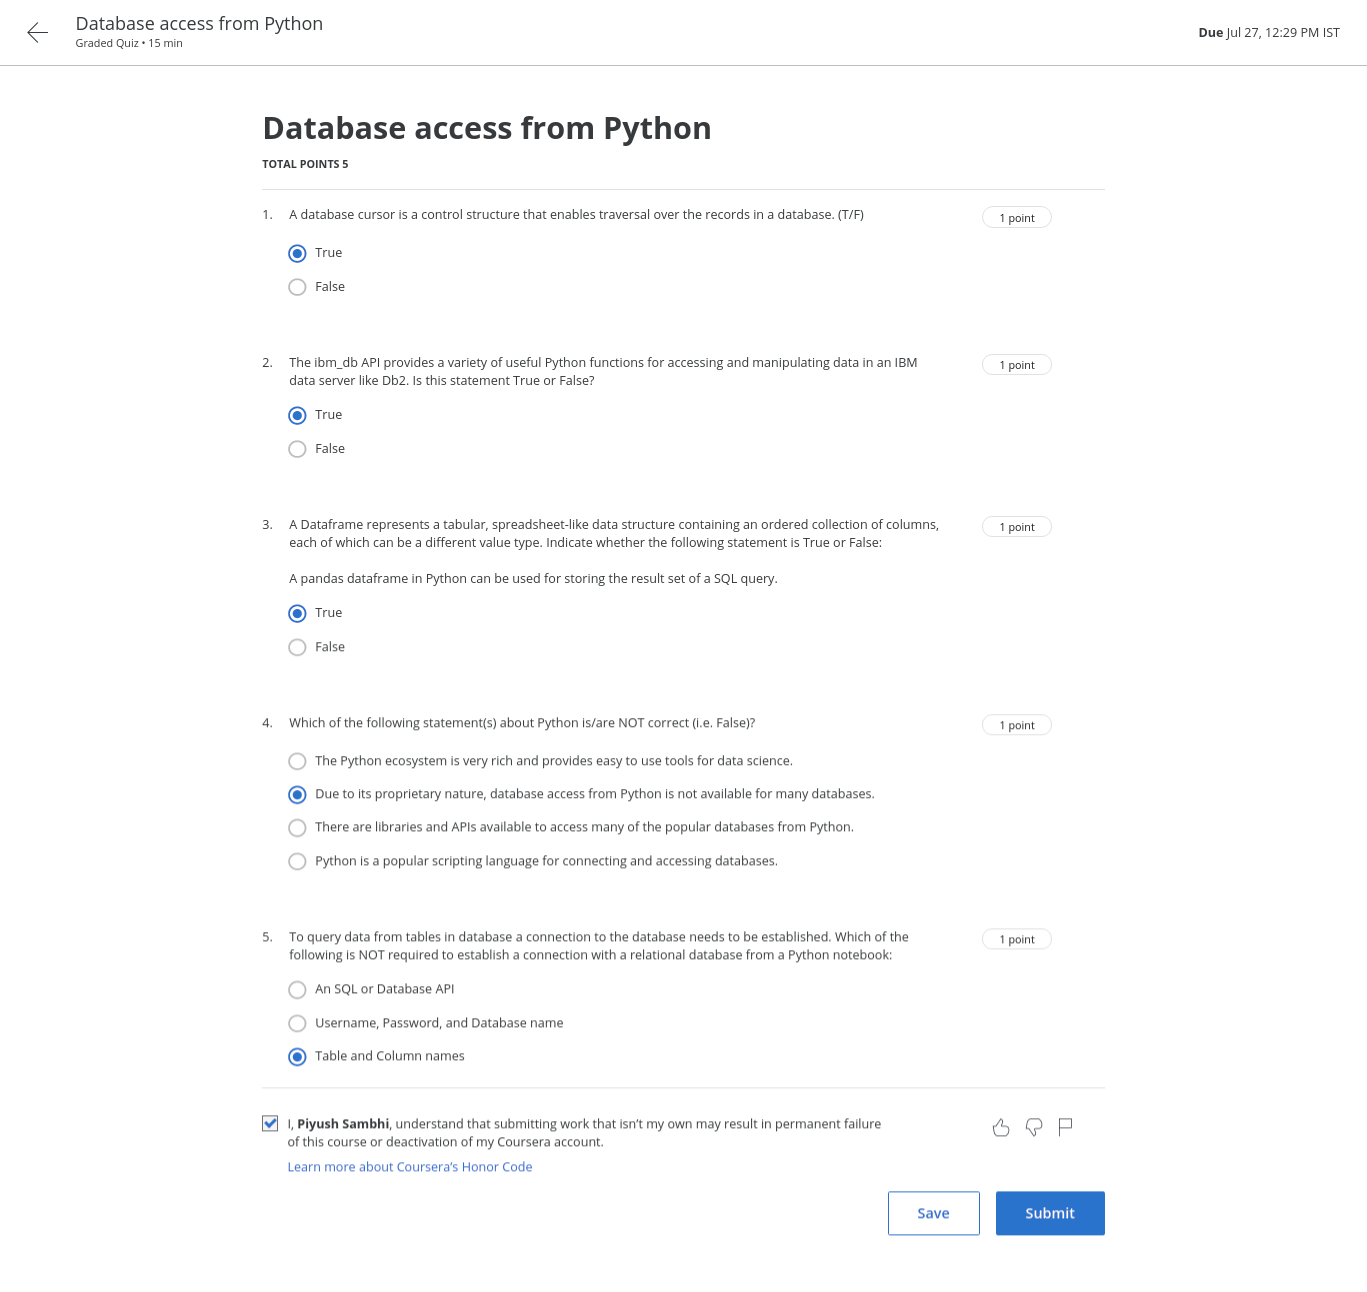 Database access from Python
Graded Quiz • 15 min
Due Jul 27, 12:29 PM IST
Database access from Python
TOTAL POINTS 5
1. A database cursor is a control structure that enables traversal over the records in a database. (T/F)
1 point
True
False
2. The ibm_db API provides a variety of useful Python functions for accessing and manipulating data in an IBM
data server like Db2. Is this statement True or False?
1 point
True
False
3. A Dataframe represents a tabular, spreadsheet-like data structure containing an ordered collection of columns,
each of which can be a different value type. Indicate whether the following statement is True or False:
1 point
A pandas dataframe in Python can be used for storing the result set of a SQL query.
True
False
4. Which of the following statement(s) about Python is/are NOT correct (i.e. False)?
1 point
The Python ecosystem is very rich and provides easy to use tools for data science.
Due to its proprietary nature, database access from Python is not available for many databases.
There are libraries and APIs available to access many of the popular databases from Python.
Python is a popular scripting language for connecting and accessing databases.
5. To query data from tables in database a connection to the database needs to be established. Which of the
following is NOT required to establish a connection with a relational database from a Python notebook:
1 point
An SQL or Database API
Username, Password, and Database name
Table and Column names
I, Piyush Sambhi, understand that submitting work that isn’t my own may result in permanent failure
of this course or deactivation of my Coursera account.
Learn more about Coursera’s Honor Code
Save
Submit